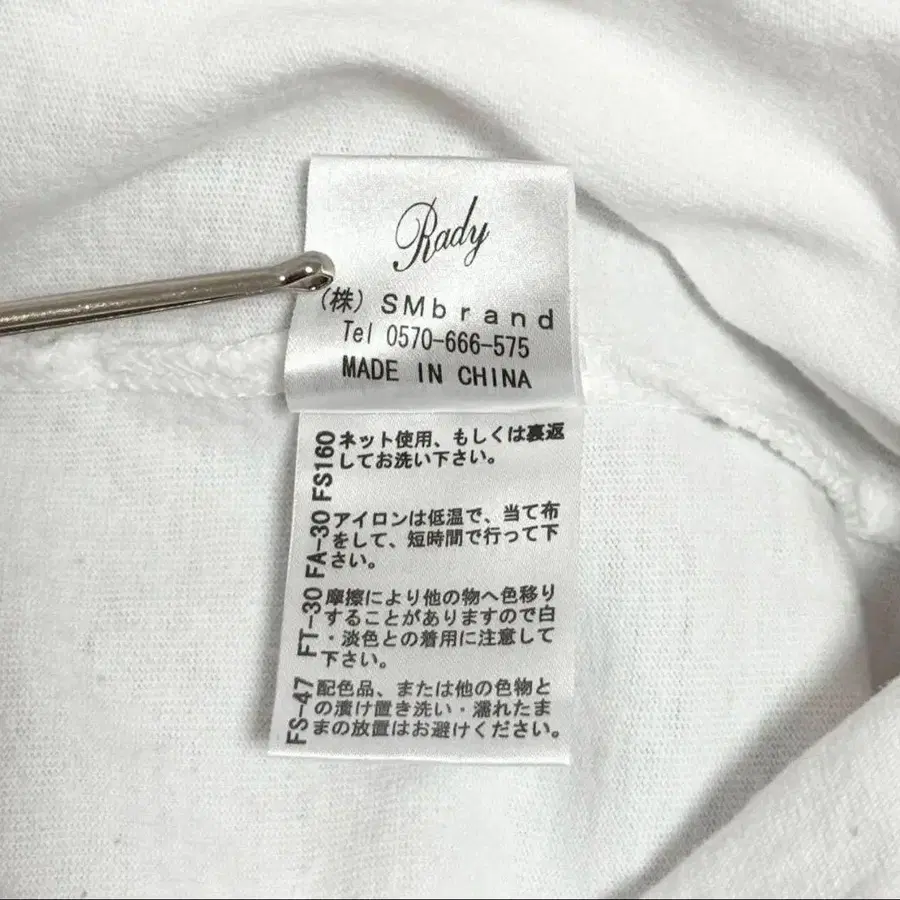 Rady
(株) SMbrand
Tel 0570-666-575
MADE IN CHINA
FS160
ネット使用、もしくは裏返
してお洗い下さい。
FA-30
アイロンは低温で、当て布
をして、短時間で行って下
さい。
FT-30
摩擦により他の物へ色移り
することがありますので白
・淡色との着用に注意して
下さい。
FS-47
配色品、または他の色物と
の漬け置き洗い・濡れたま
まの放置はお避けください。